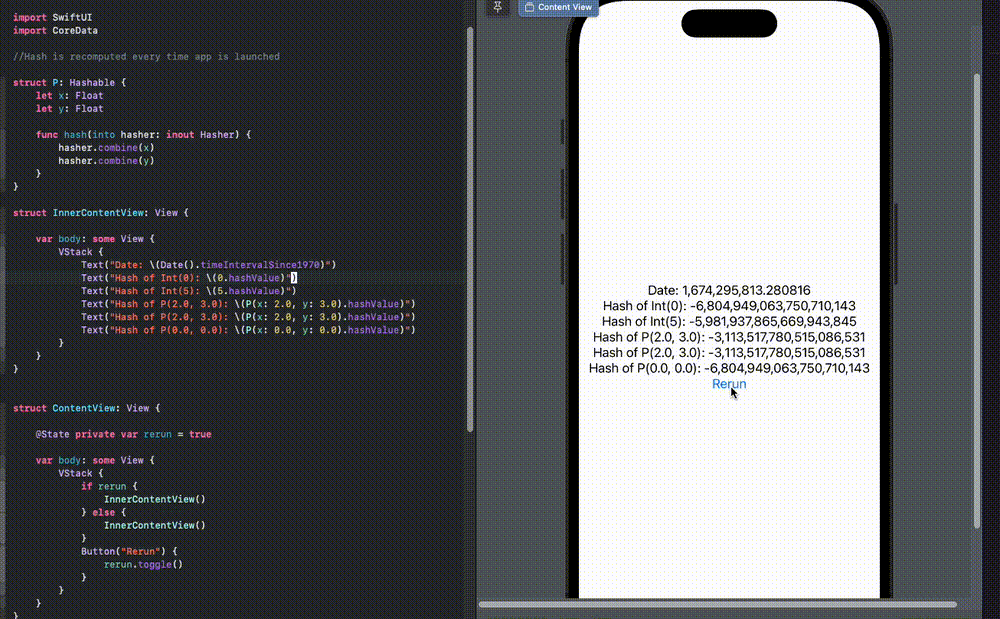 import SwiftUI
import CoreData
//Hash is recomputed every time app is launched
struct P: Hashable {
let x: Float
let y: Float
func hash(into hasher: inout Hasher) {
hasher.combine(x)
hasher.combine(y)
}
}
struct InnerContentView: View {
var body: some View {
VStack {
Text("Date: \(Date().timeIntervalSince1970)")
Text("Hash of Int(0): \(0.hashValue)")
Text("Hash of Int(5): \(5.hashValue)")
Text("Hash of P(2.0, 3.0): \(P(x: 2.0, y: 3.0).hashValue)")
Text("Hash of P(2.0, 3.0): \(P(x: 2.0, y: 3.0).hashValue)")
Text("Hash of P(0.0, 0.0): \(P(x: 0.0, y: 0.0).hashValue)")
}
}
}
struct ContentView: View {
@State private var rerun = true
var body: some View {
VStack {
if rerun {
InnerContentView()
} else {
InnerContentView()
}
Button("Rerun") {
rerun.toggle()
}
}
}
}
Content View
Date: 1,674,295,813.280816
Hash of Int(0): -6,804,949,063,750,710,143
Hash of Int(5): -5,981,937,865,669,943,845
Hash of P(2.0, 3.0): -3,113,517,780,515,086,531
Hash of P(2.0, 3.0): -3,113,517,780,515,086,531
Hash of P(0.0, 0.0): -6,804,949,063,750,710,143
Rerun